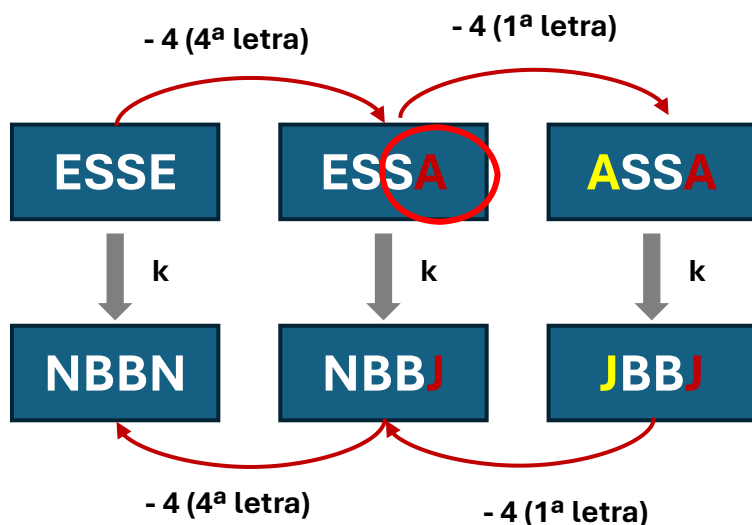 - 4 (4ª letra)
- 4 (1ª letra)
ESSE
ESSA
ASSA
k
k
k
NBBN
NBBJ
JBBJ
- 4 (4ª letra)
- 4 (1ª letra)